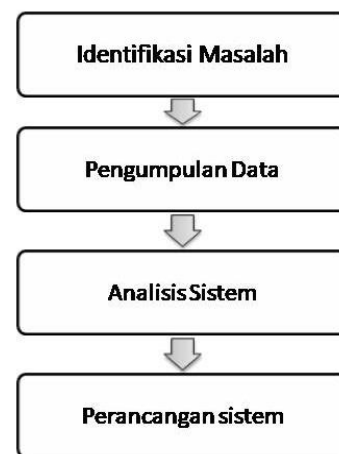 Identifikasi Masalah
Pengumpulan Data
Analisis Sistem
Perancangan sistem